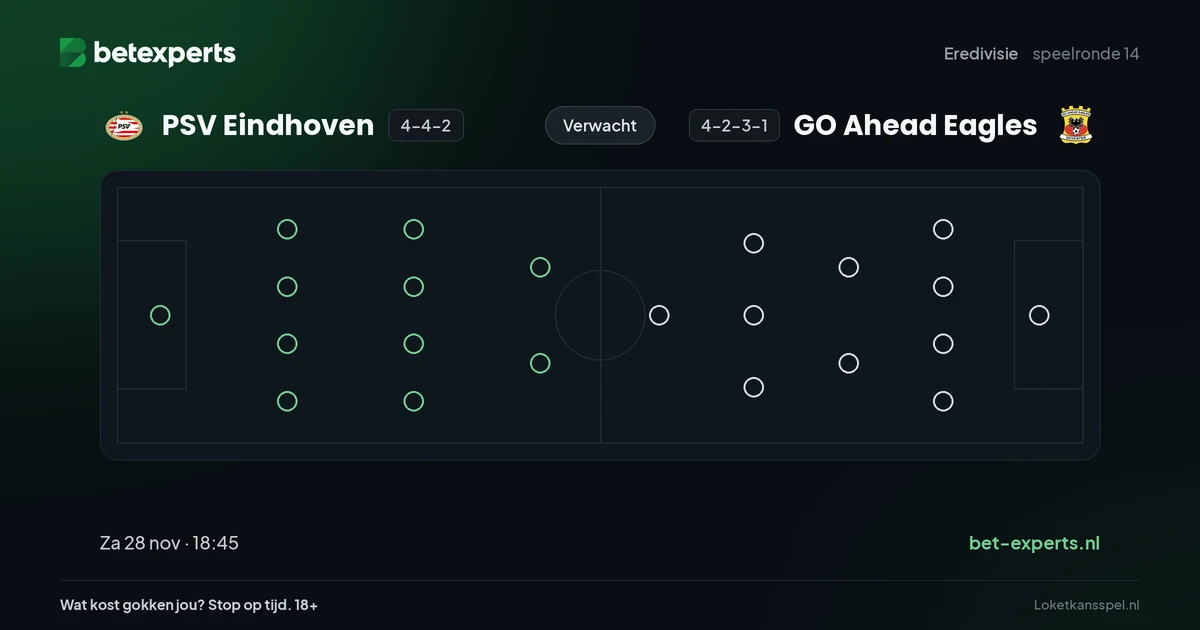 betexperts
Eredivisie speelronde 14
PSV PSV Eindhoven 4-4-2 Verwacht 4-2-3-1 GO Ahead Eagles
Za 28 nov · 18:45
bet-experts.nl
Wat kost gokken jou? Stop op tijd. 18+
Loketkansspel.nl